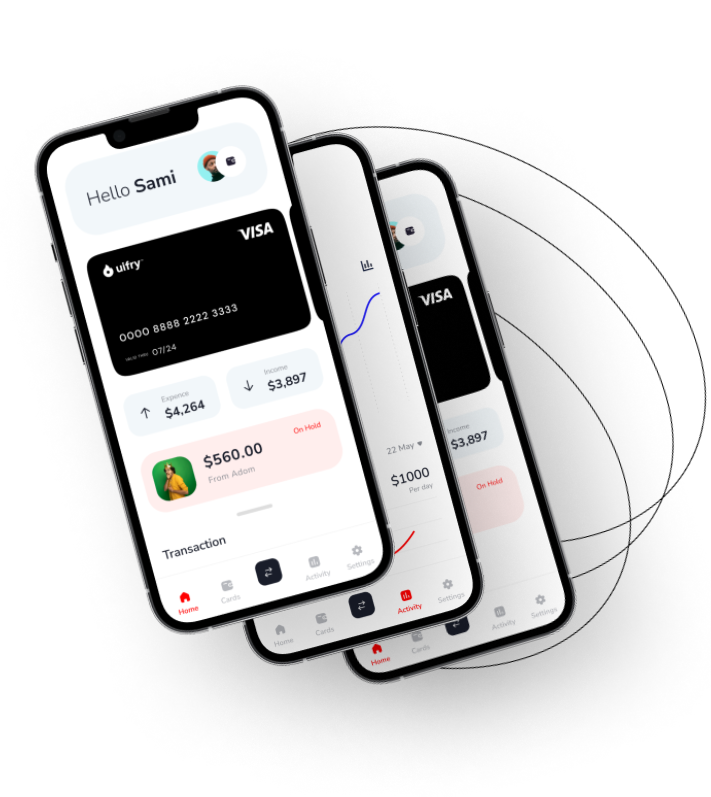 Hello Sami
VISA
ulfry
0000 8888 2222 3333
VALID THRU 07/24
Expence
$4,264
Income
$3,897
On Hold
$560.00
From Adom
Transaction
Home
Cards
Activity
Settings
22 May
$1000
Per day
Home
Cards
Activity
Settings
VISA
Income
$3,897
On Hold
Home
Cards
Activity
Settings